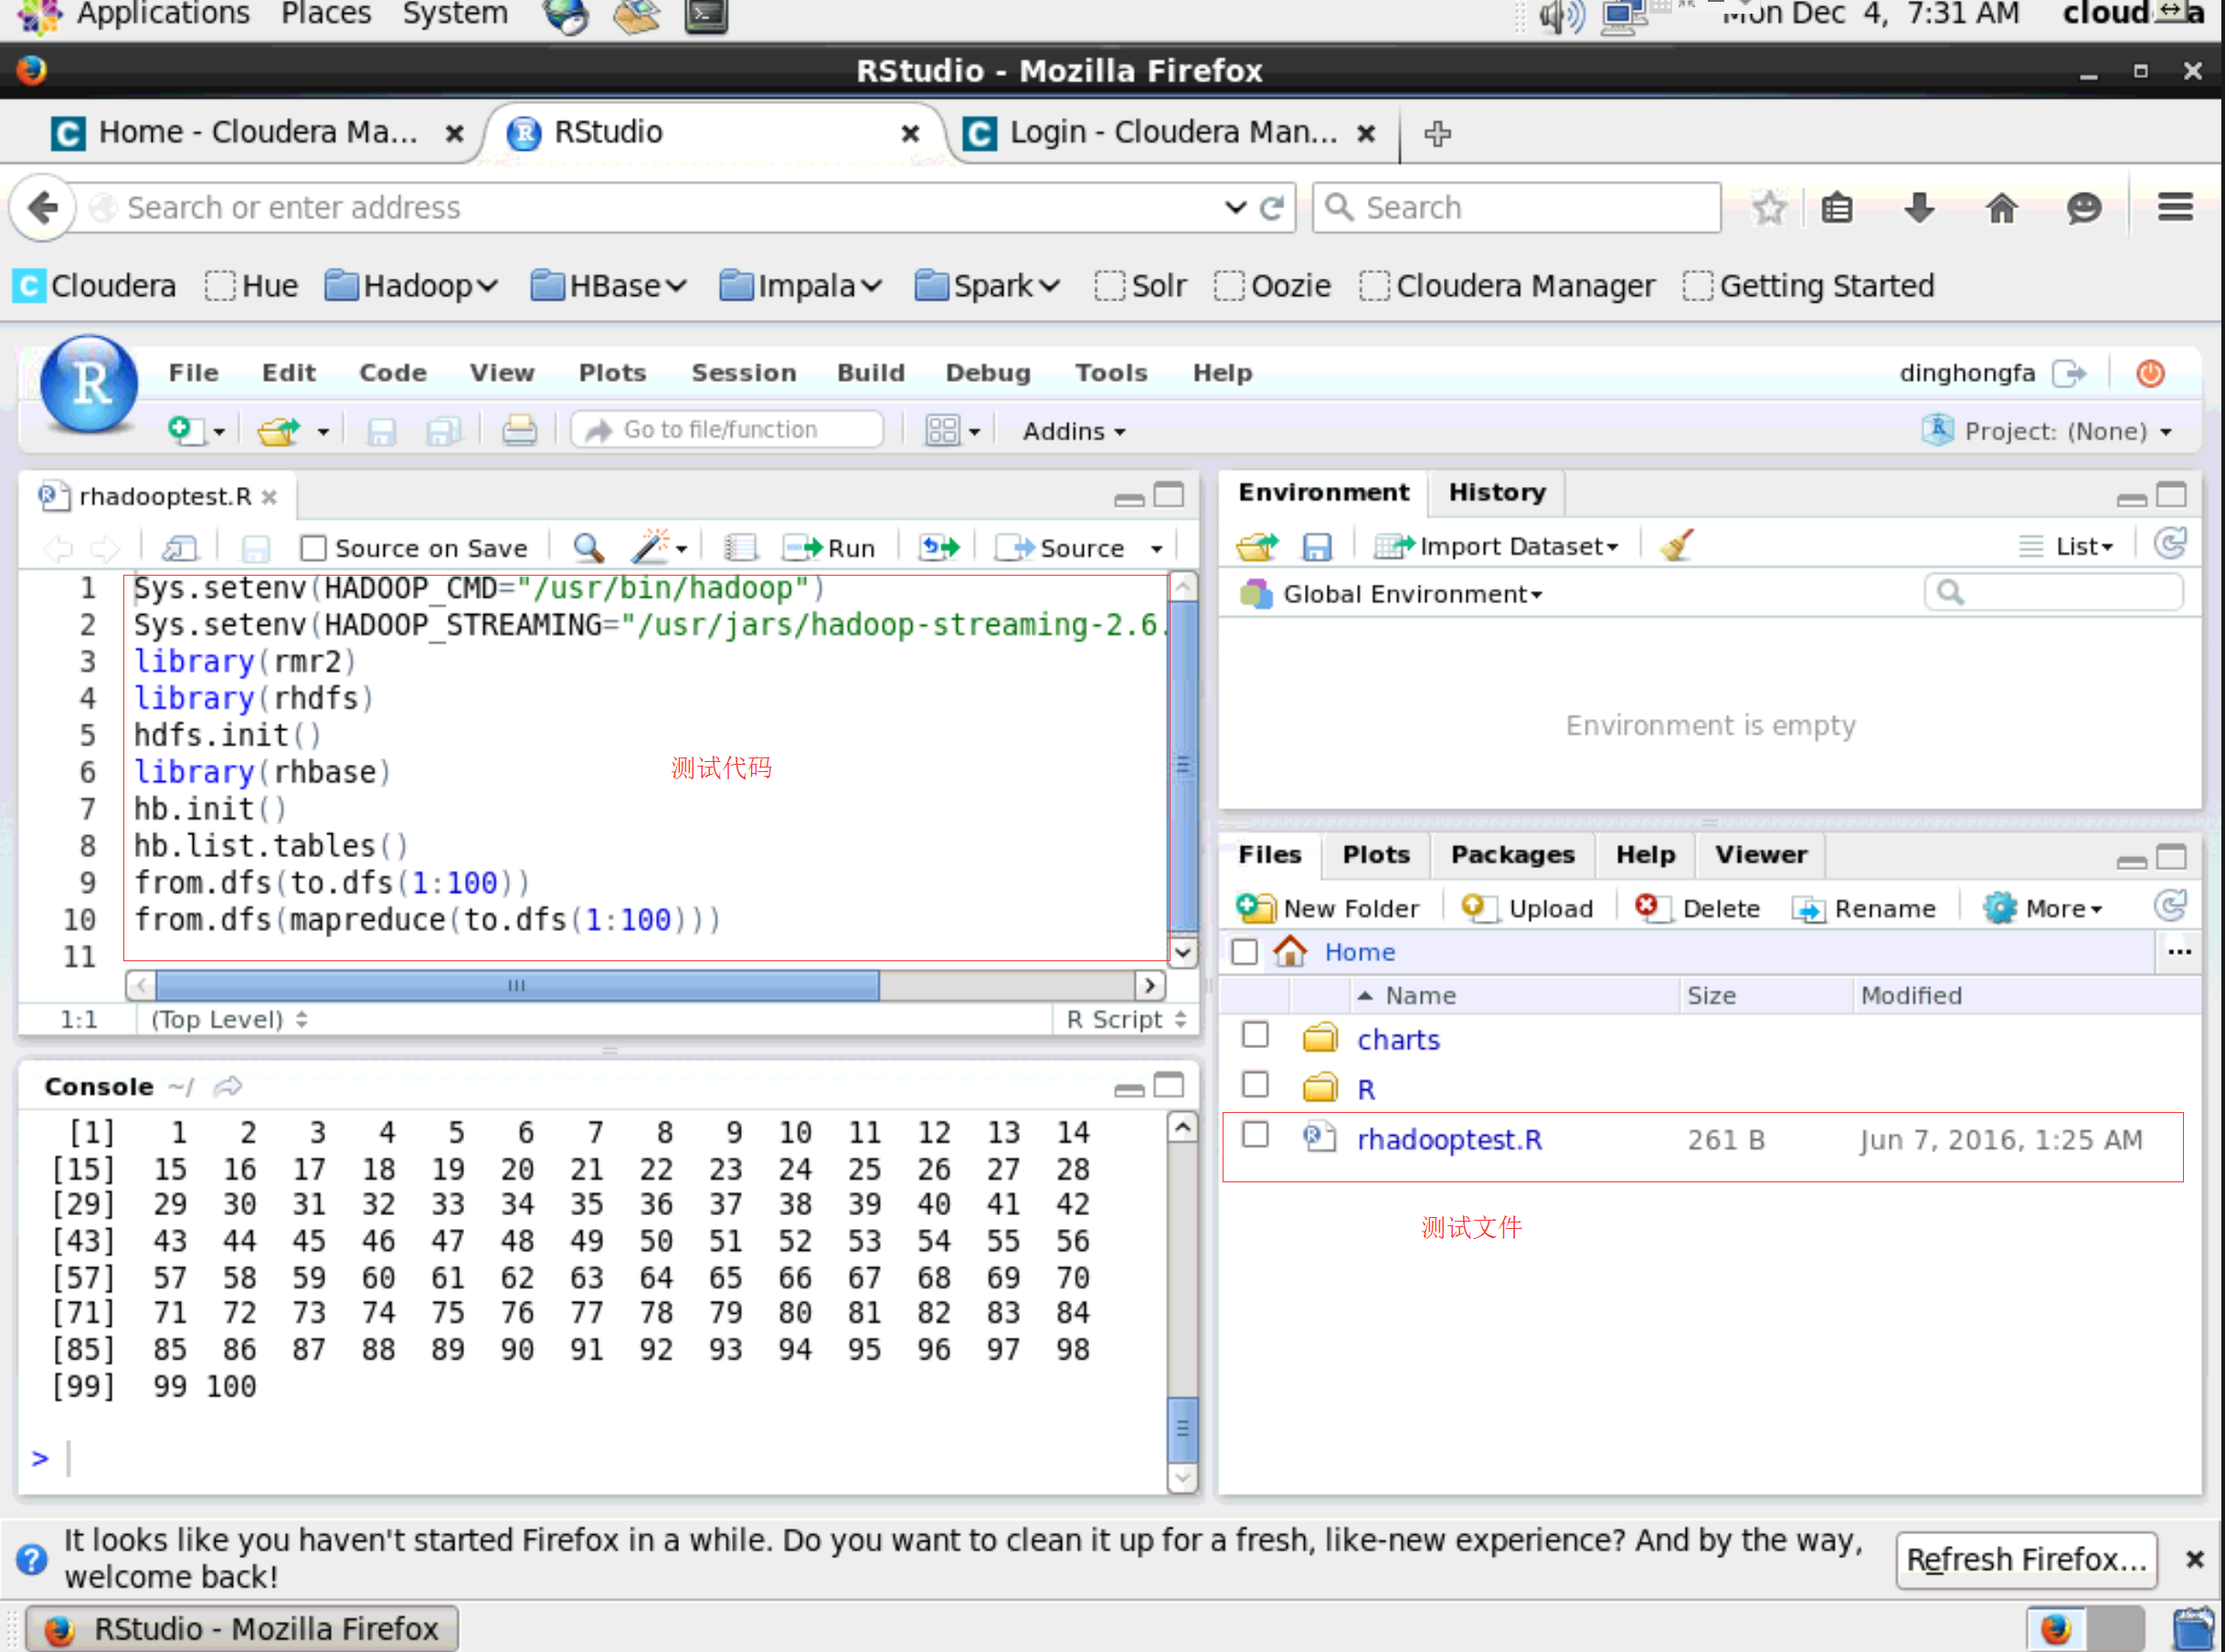 Applications Places System
Mon Dec 4, 7:31 AM cloud
RStudio - Mozilla Firefox
Home - Cloudera Ma... RStudio Login - Cloudera Man...
Search or enter address
Search
Cloudera Hue Hadoop HBase Impala Spark Solr Oozie Cloudera Manager Getting Started
File Edit Code View Plots Session Build Debug Tools Help
dinghongfa
Go to file/function
Addins
Project: (None)
rhadooptest.R
Source on Save
Run
Source
1 Sys.setenv(HADOOP_CMD="/usr/bin/hadoop")
2 Sys.setenv(HADOOP_STREAMING="/usr/jars/hadoop-streaming-2.6.
3 library(rmr2)
4 library(rhdfs)
5 hdfs.init()
6 library(rhbase)
7 hb.init()
8 hb.list.tables()
9 from.dfs(to.dfs(1:100))
10 from.dfs(mapreduce(to.dfs(1:100)))
11
测试代码
1:1 (Top Level) R Script
Console ~/
[1] 1 2 3 4 5 6 7 8 9 10 11 12 13 14
[15] 15 16 17 18 19 20 21 22 23 24 25 26 27 28
[29] 29 30 31 32 33 34 35 36 37 38 39 40 41 42
[43] 43 44 45 46 47 48 49 50 51 52 53 54 55 56
[57] 57 58 59 60 61 62 63 64 65 66 67 68 69 70
[71] 71 72 73 74 75 76 77 78 79 80 81 82 83 84
[85] 85 86 87 88 89 90 91 92 93 94 95 96 97 98
[99] 99 100
>
Environment History
Import Dataset
List
Global Environment
Environment is empty
Files Plots Packages Help Viewer
New Folder Upload Delete Rename More
Home ...
Name Size Modified
charts
R
rhadooptest.R 261 B Jun 7, 2016, 1:25 AM
测试文件
It looks like you haven't started Firefox in a while. Do you want to clean it up for a fresh, like-new experience? And by the way,
welcome back!
Refresh Firefox...
RStudio - Mozilla Firefox